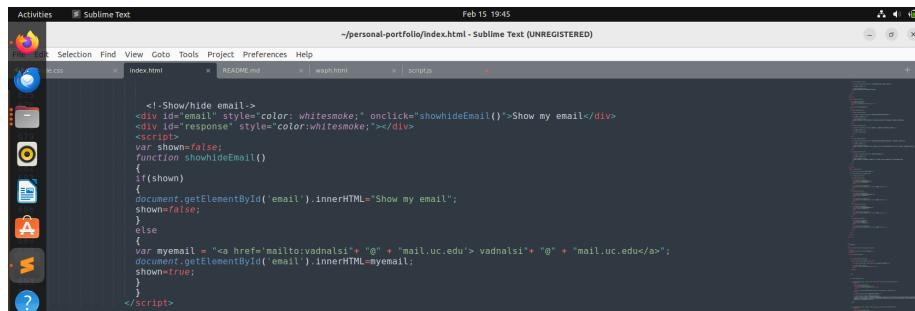 Activities Sublime Text Feb 15 19:45
~/personal-portfolio/index.html - Sublime Text (UNREGISTERED)
File Edit Selection Find View Goto Tools Project Preferences Help
index.html README.md waph.html script.js
<!-Show/hide email->
<div id="email" style="color: whitesmoke;" onclick="showhideEmail()">Show my email</div>
<div id="response" style="color:whitesmoke;"></div>
<script>
var shown=false;
function showhideEmail()
{
if(shown)
{
document.getElementById('email').innerHTML="Show my email";
shown=false;
}
else
{
var myemail = "<a href='mailto:vadnalsi"+ "@" + "mail.uc.edu'> vadnalsi"+ "@" + "mail.uc.edu</a>";
document.getElementById('email').innerHTML=myemail;
shown=true;
}
}
</script>